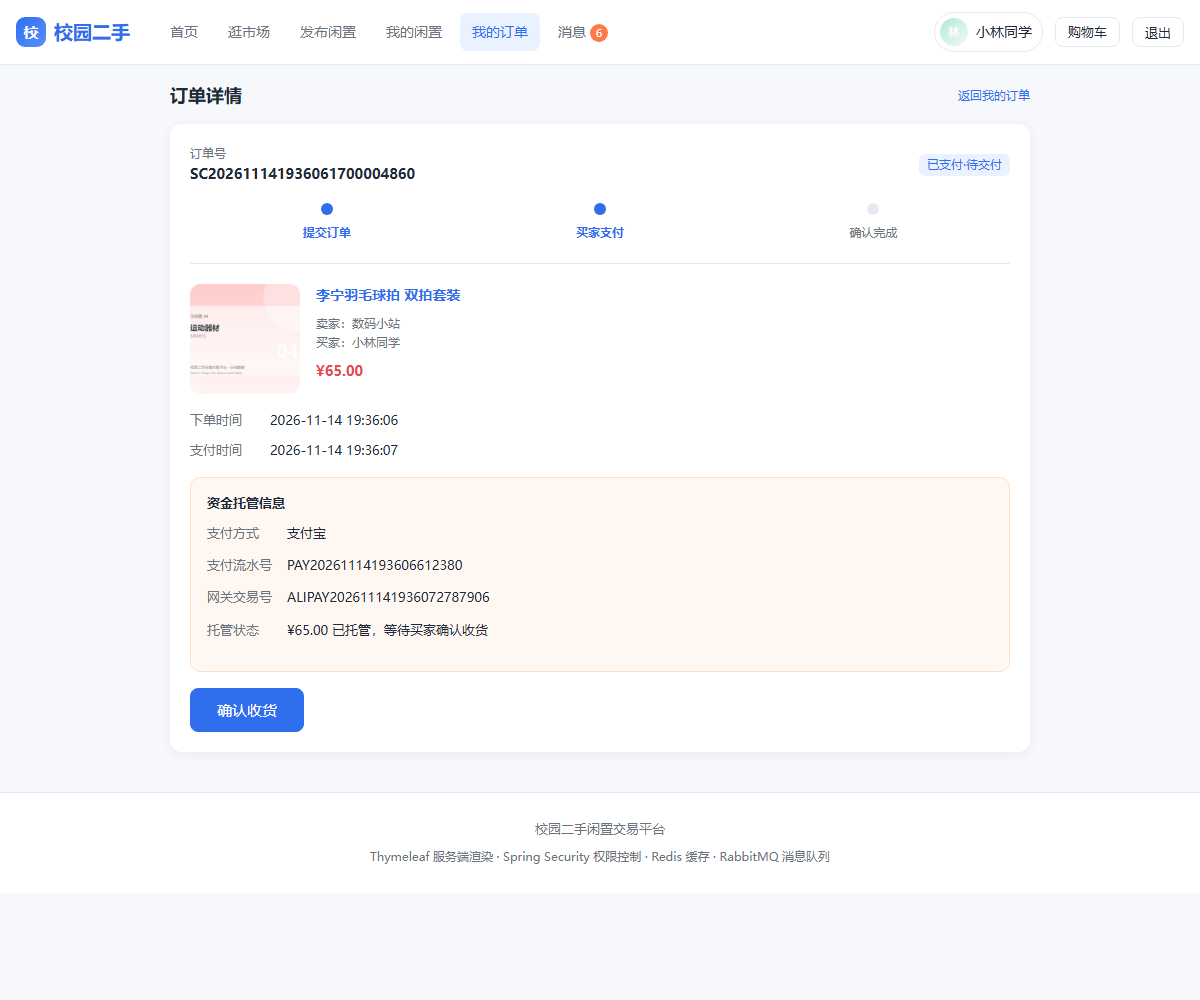 校 校园二手 首页 逛市场 发布闲置 我的闲置 我的订单 消息 6 林 小林同学 购物车 退出
订单详情 返回我的订单
订单号
SC202611141936061700004860
已支付·待交付
提交订单 买家支付 确认完成
运动器材
SPORTS
04
李宁羽毛球拍 双拍套装
卖家：数码小站
买家：小林同学
¥65.00
下单时间 2026-11-14 19:36:06
支付时间 2026-11-14 19:36:07
资金托管信息
支付方式 支付宝
支付流水号 PAY20261114193606612380
网关交易号 ALIPAY202611141936072787906
托管状态 ¥65.00 已托管，等待买家确认收货
确认收货
校园二手闲置交易平台
Thymeleaf 服务端渲染 · Spring Security 权限控制 · Redis 缓存 · RabbitMQ 消息队列